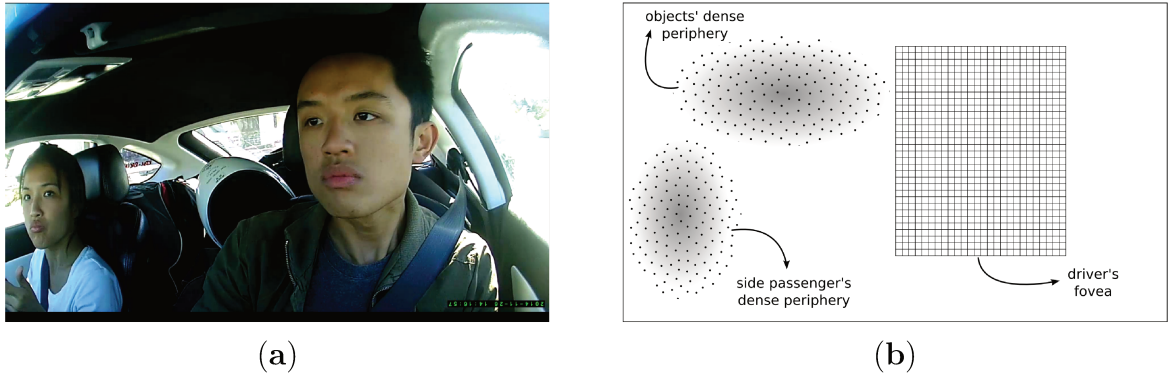 objects' dense
periphery
side passenger's
dense periphery
driver's
fovea
(a)
(b)